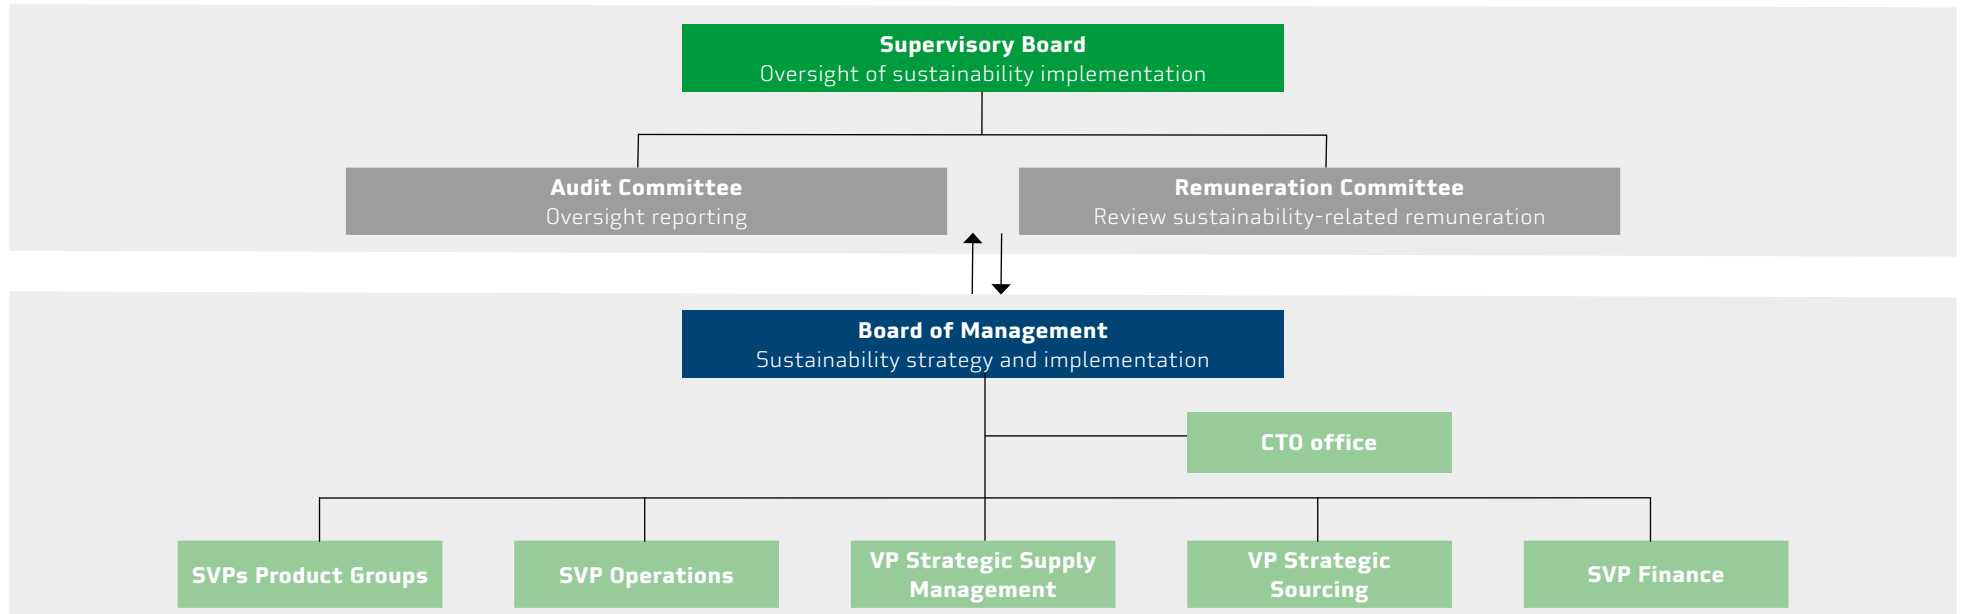 Supervisory Board
Oversight of sustainability implementation
Audit Committee
Oversight reporting
Remuneration Committee
Review sustainability-related remuneration
Board of Management
Sustainability strategy and implementation
CTO office
SVPs Product Groups
SVP Operations
VP Strategic Supply
Management
VP Strategic
Sourcing
SVP Finance